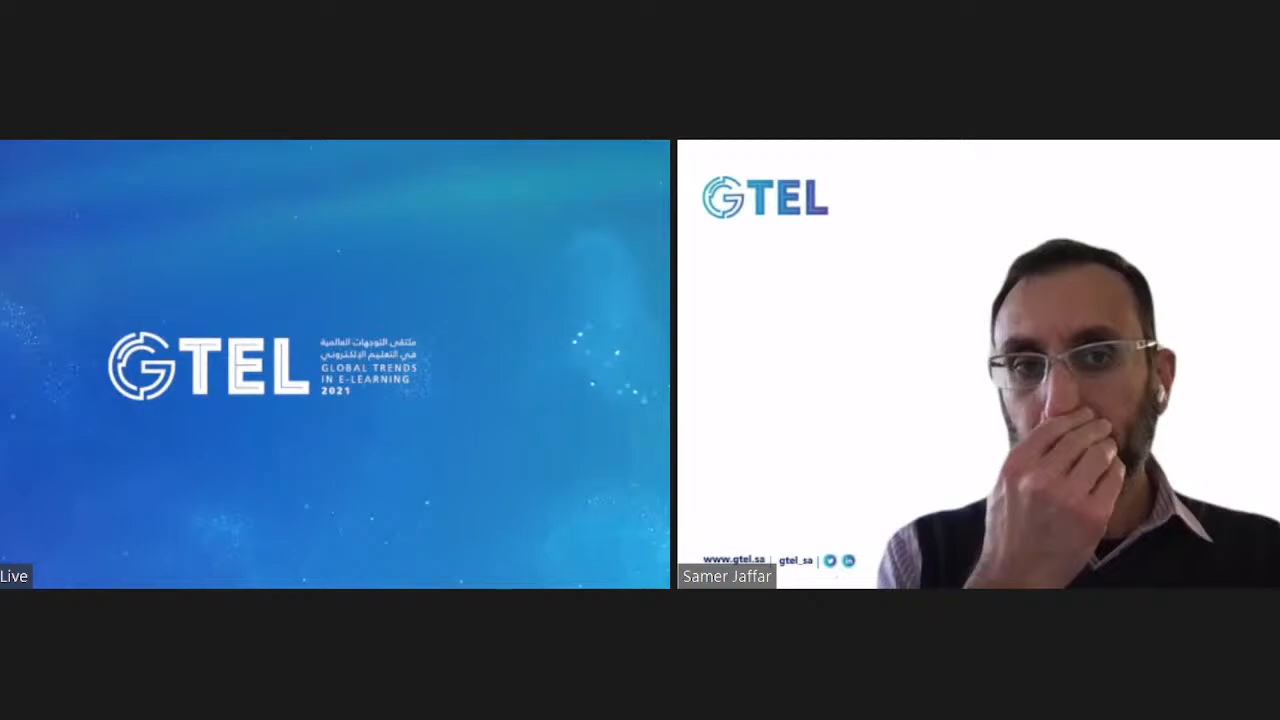 GTEL
ملتقى التوجهات العالمية
في التعليم الإلكتروني
GLOBAL TRENDS
IN E-LEARNING
2021
Live
GTEL
www.gtel.sa | gtel_sa |
Samer Jaffar